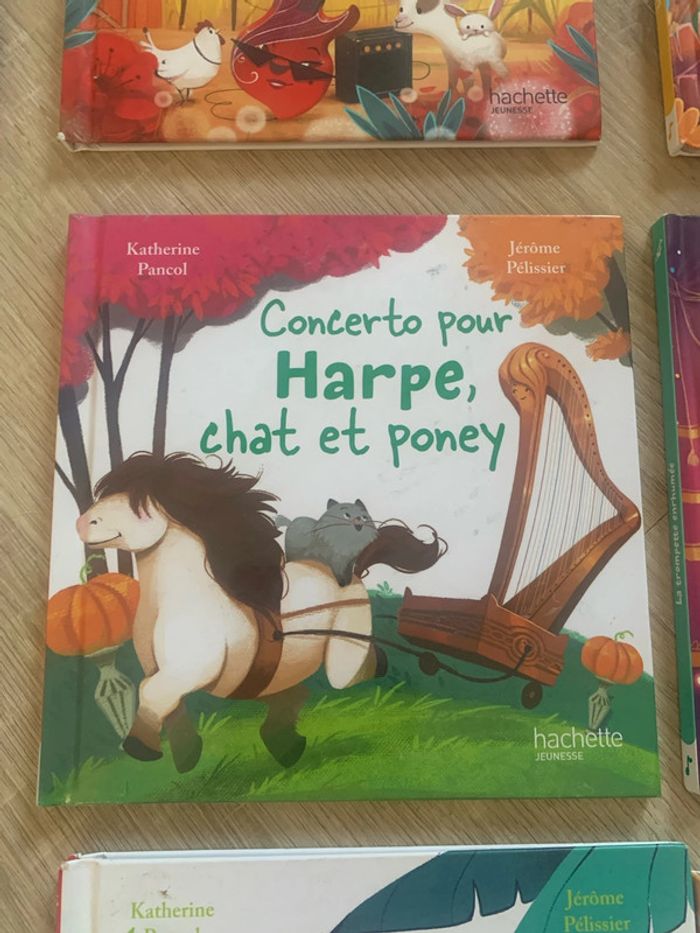 hachette
JEUNESSE
Katherine
Pancol
Jérôme
Pélissier
Concerto pour
Harpe,
chat et poney
hachette
JEUNESSE
La trompette enrhumée
Katherine
Jérôme
Pélissier